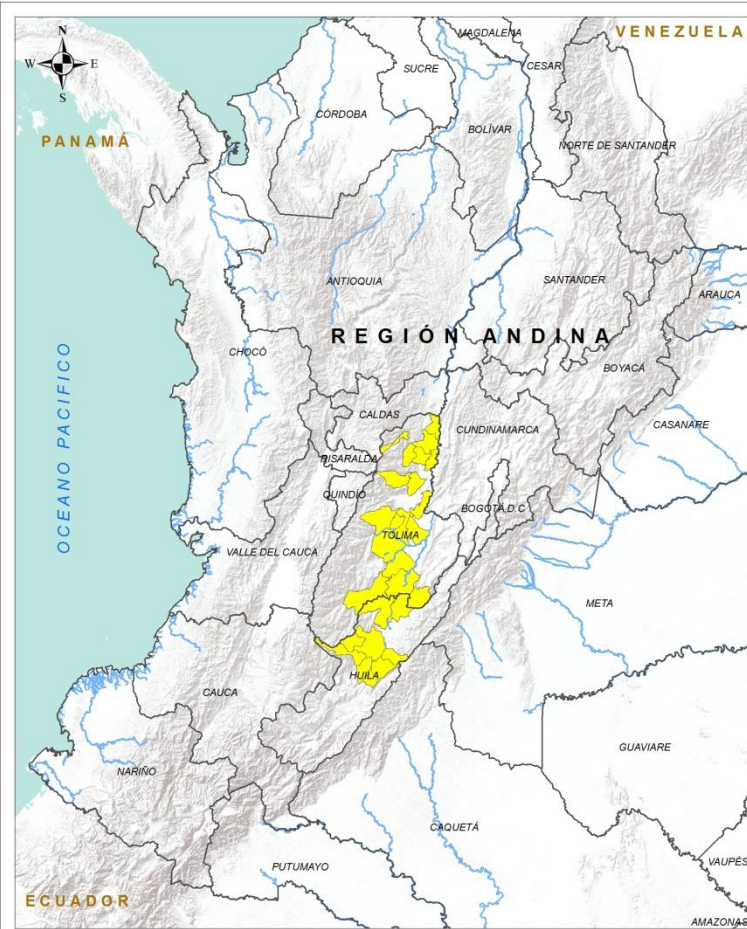 N
W E
S
MAGDALENA
VENEZUELA
SUCRE
CESAR
CÓRDOBA
BOLÍVAR
PANAMÁ
NORTE DE SANTANDER
ANTIOQUIA
SANTANDER
ARAUCA
REGIÓN ANDINA
CHOCÓ
BOYACÁ
CALDAS
CUNDINAMARCA
CASANARE
RISARALDA
OCEANO PACIFICO
QUINDÍO
BOGOTÁ, D.C
TOLIMA
VALLE DEL CAUCA
META
HUILA
CAUCA
GUAVIARE
NARIÑO
CAQUETÁ
PUTUMAYO
VAUPÉS
ECUADOR
AMAZONAS